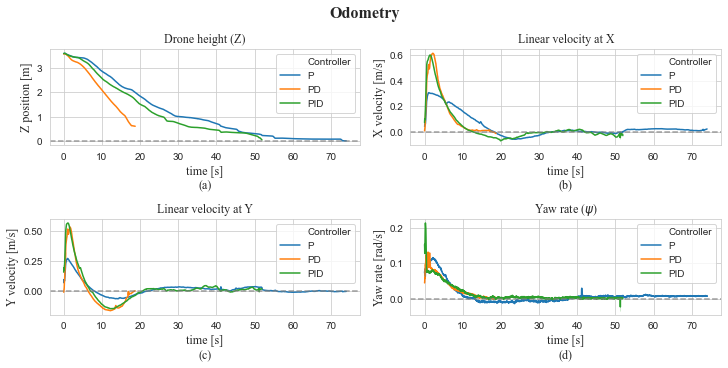 Odometry
Drone height (Z)
Z position [m]
3
2
1
0
Controller
P
PD
PID
0 10 20 30 40 50 60 70
time [s]
(a)
Linear velocity at X
X velocity [m/s]
0.6
0.4
0.2
0.0
Controller
P
PD
PID
0 10 20 30 40 50 60 70
time [s]
(b)
Linear velocity at Y
Y velocity [m/s]
0.50
0.25
0.00
Controller
P
PD
PID
0 10 20 30 40 50 60 70
time [s]
(c)
Yaw rate (ψ)
Yaw rate [rad/s]
0.2
0.1
0.0
Controller
P
PD
PID
0 10 20 30 40 50 60 70
time [s]
(d)